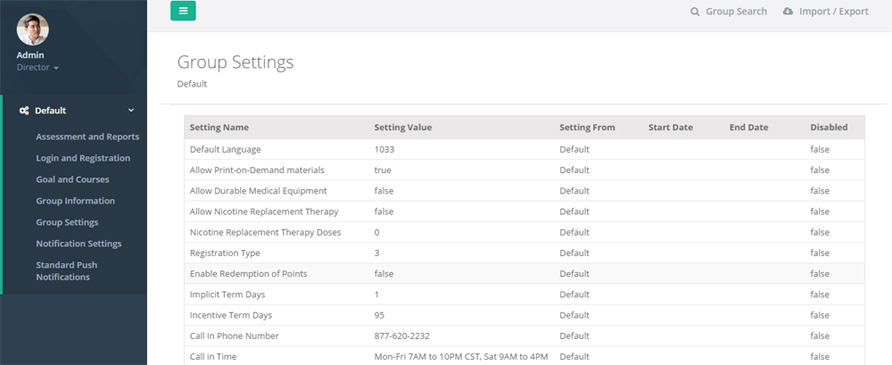 Group Search Import / Export
Admin
Director
Default
Assessment and Reports
Login and Registration
Goal and Courses
Group Information
Group Settings
Notification Settings
Standard Push
Notifications
Group Settings
Default
Setting Name Setting Value Setting From Start Date End Date Disabled
Default Language 1033 Default false
Allow Print-on-Demand materials true Default false
Allow Durable Medical Equipment false Default false
Allow Nicotine Replacement Therapy false Default false
Nicotine Replacement Therapy Doses 0 Default false
Registration Type 3 Default false
Enable Redemption of Points false Default false
Implicit Term Days 1 Default false
Incentive Term Days 95 Default false
Call In Phone Number 877-620-2232 Default false
Call in Time Mon-Fri 7AM to 10PM CST, Sat 9AM to 4PM Default false